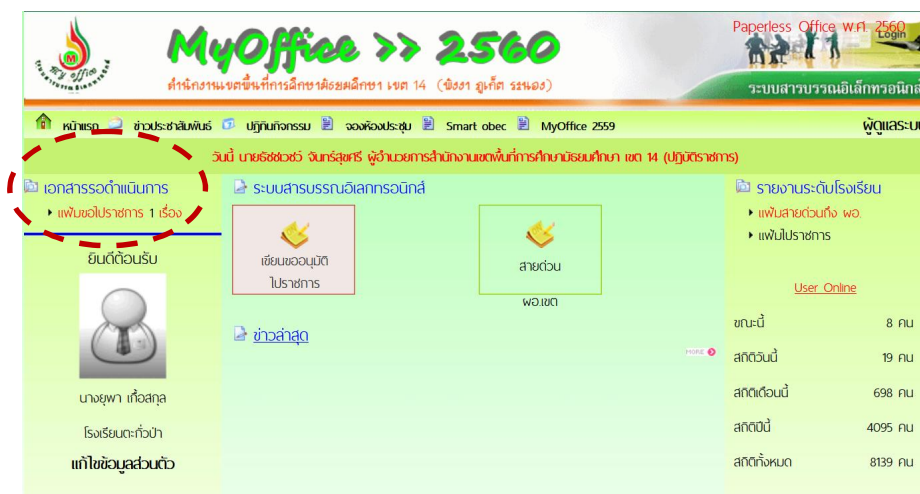 MyOffice >> 2560
สำนักงานเขตพื้นที่การศึกษามัธยมศึกษา เขต 14 (พังงา ภูเก็ต ระนอง)
Paperless Office พ.ศ. 2560
Login
ระบบสารบรรณอิเล็กทรอนิกส์
หน้าแรก ข่าวประชาสัมพันธ์ ปฏิทินกิจกรรม จองห้องประชุม Smart obec MyOffice 2559 ผู้ดูแลระบบ
วันนี้ นายธัชชเวชว์ จันทร์สุขศรี ผู้อำนวยการสำนักงานเขตพื้นที่การศึกษามัธยมศึกษา เขต 14 (ปฏิบัติราชการ)
เอกสารรอดำเนินการ
แฟ้มขอไปราชการ 1 เรื่อง
ยินดีต้อนรับ
นางยุพา เกื้อสกุล
โรงเรียนตะกั่วป่า
แก้ไขข้อมูลส่วนตัว
ระบบสารบรรณอิเลกทรอนิกส์
เขียนขออนุมัติ
ไปราชการ
สายด่วน
ผอ.เขต
ข่าวล่าสุด
MORE
รายงานระดับโรงเรียน
แฟ้มสายด่วนถึง ผอ.
แฟ้มไปราชการ
User Online
ขณะนี้ 8 คน
สถิติวันนี้ 19 คน
สถิติเดือนนี้ 698 คน
สถิติปีนี้ 4095 คน
สถิติทั้งหมด 8139 คน